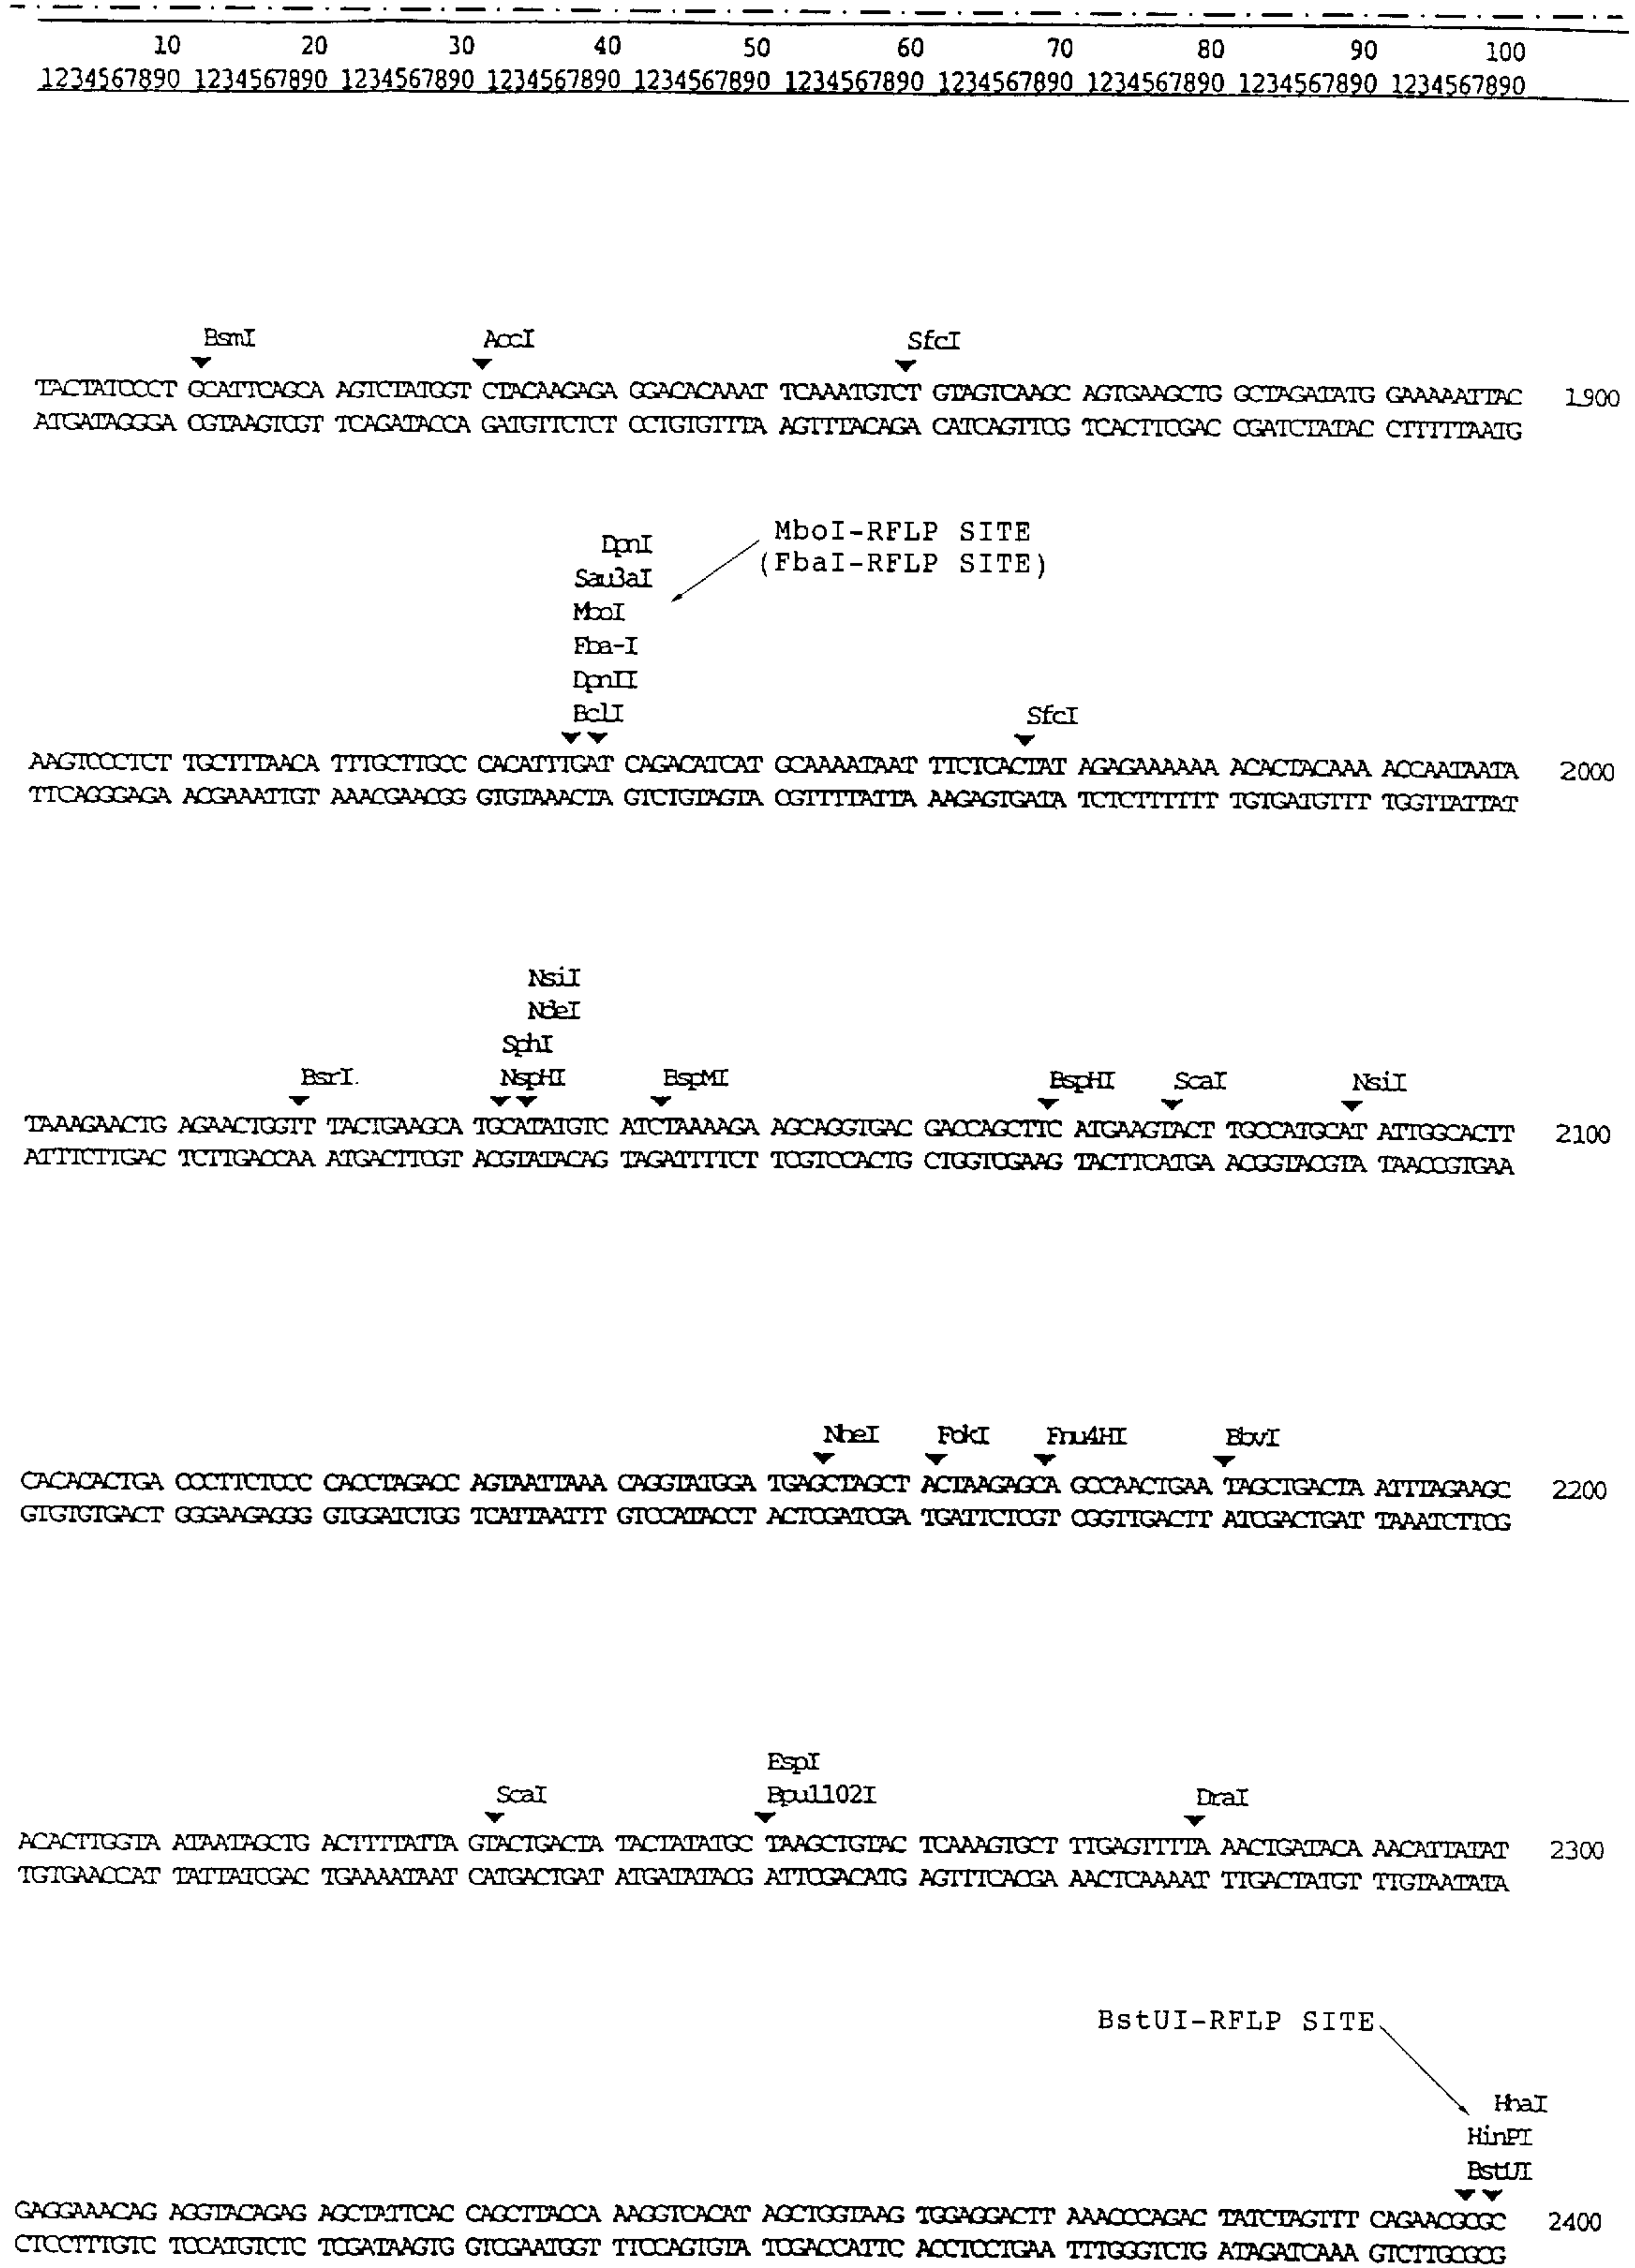 10 20 30 40 50 60 70 80 90 100
1234567890 1234567890 1234567890 1234567890 1234567890 1234567890 1234567890 1234567890 1234567890 1234567890
BsmI AccI SfcI
TACTATCCCT GCATTCAGCA AGTCTATGGT CTACAAGAGA GGACACAAAT TCAAATGTCT GTAGTCAAGC AGTGAAGCTG GCTAGATATG GAAAAATTAC 1900
ATGATAGGGA CGTAAGTCGT TCAGATACCA GATGTTCTCT CCTGTGTTTA AGTTTACAGA CATCAGTTCG TCACTTCGAC CGATCTATAC CTTTTTAATG
MboI-RFLP SITE
(FbaI-RFLP SITE)
DpnI
Sau3aI
MboI
Fba-I
DpnII
BclI SfcI
AAGTCCCTCT TGCTTTAACA TTTGCTTGCC CACATTTGAT CAGACATCAT GCAAAATAAT TTCTCACTAT AGAGAAAAAA ACACTACAAA ACCAATAATA 2000
TTCAGGGAGA ACGAAATTGT AAACGAACGG GTGTAAACTA GTCTGTAGTA CGTTTTATTA AAGAGTGATA TCTCTTTTTT TGTGATGTTT TGGTTATTAT
NsiI
NdeI
SphI
BsrI. NspHI BspMI BspHI ScaI NsiI
TAAAGAACTG AGAACTGGTT TACTGAAGCA TGCATATGTC ATCTAAAAGA AGCAGGTGAC GACCAGCTTC ATGAAGTACT TGCCATGCAT ATTGGCACTT 2100
ATTTCTTGAC TCTTGACCAA ATGACTTCGT ACGTATACAG TAGATTTTCT TCGTCCACTG CTGGTCGAAG TACTTCATGA ACGGTACGTA TAACCGTGAA
NheI FokI Fnu4HI BbvI
CACACACTGA CCCTTCTCCC CACCTAGACC AGTAATTAAA CAGGTATGGA TGAGCTAGCT ACTAAGAGCA GCCAACTGAA TAGCTGACTA ATTTAGAAGC 2200
GTGTGTGACT GGGAAGAGGG GTGGATCTGG TCATTAATTT GTCCATACCT ACTCGATCGA TGATTCTCGT CGGTTGACTT ATCGACTGAT TAAATCTTCG
EspI
ScaI Bpu1102I DraI
ACACTTGGTA ATAATAGCTG ACTTTTATTA GTACTGACTA TACTATATGC TAAGCTGTAC TCAAAGTGCT TTGAGTTTTA AACTGATACA AACATTATAT 2300
TGTGAACCAT TATTATCGAC TGAAAATAAT CATGACTGAT ATGATATACG ATTCGACATG AGTTTCACGA AACTCAAAAT TTGACTATGT TTGTAATATA
BstUI-RFLP SITE
HhaI
HinPI
BstUI
GAGGAAACAG AGGTACAGAG AGCTATTCAC CAGCTTACCA AAGGTCACAT AGCTGGTAAG TGGAGGACTT AAACCCAGAC TATCTAGTTT CAGAACGCGC 2400
CTCCTTTGTC TCCATGTCTC TCGATAAGTG GTCGAATGGT TTCCAGTGTA TCGACCATTC ACCTCCTGAA TTTGGGTCTG ATAGATCAAA GTCTTGCGCG